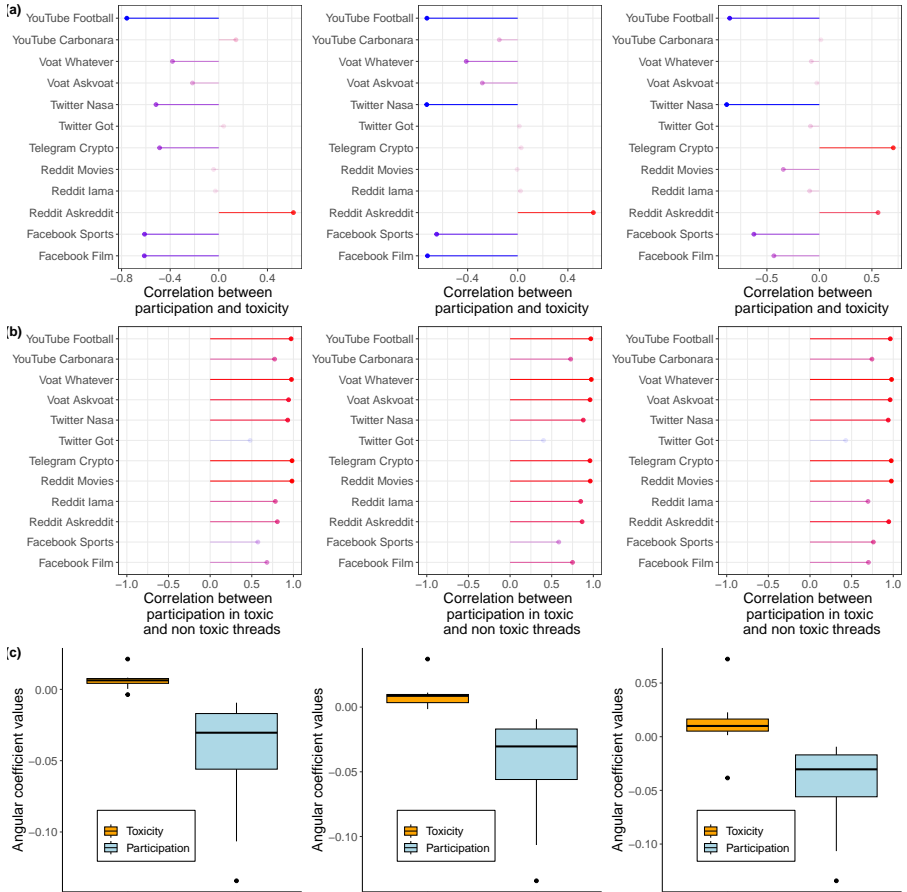 (a)
YouTube Football
YouTube Carbonara
Voat Whatever
Voat Askvoat
Twitter Nasa
Twitter Got
Telegram Crypto
Reddit Movies
Reddit Iama
Reddit Askreddit
Facebook Sports
Facebook Film
−0.8 −0.4 0.0 0.4
Correlation between
participation and toxicity
YouTube Football
YouTube Carbonara
Voat Whatever
Voat Askvoat
Twitter Nasa
Twitter Got
Telegram Crypto
Reddit Movies
Reddit Iama
Reddit Askreddit
Facebook Sports
Facebook Film
−0.4 0.0 0.4
Correlation between
participation and toxicity
YouTube Football
YouTube Carbonara
Voat Whatever
Voat Askvoat
Twitter Nasa
Twitter Got
Telegram Crypto
Reddit Movies
Reddit Iama
Reddit Askreddit
Facebook Sports
Facebook Film
−0.5 0.0 0.5
Correlation between
participation and toxicity
(b)
YouTube Football
YouTube Carbonara
Voat Whatever
Voat Askvoat
Twitter Nasa
Twitter Got
Telegram Crypto
Reddit Movies
Reddit Iama
Reddit Askreddit
Facebook Sports
Facebook Film
−1.0 −0.5 0.0 0.5 1.0
Correlation between
participation in toxic
and non toxic threads
YouTube Football
YouTube Carbonara
Voat Whatever
Voat Askvoat
Twitter Nasa
Twitter Got
Telegram Crypto
Reddit Movies
Reddit Iama
Reddit Askreddit
Facebook Sports
Facebook Film
−1.0 −0.5 0.0 0.5 1.0
Correlation between
participation in toxic
and non toxic threads
YouTube Football
YouTube Carbonara
Voat Whatever
Voat Askvoat
Twitter Nasa
Twitter Got
Telegram Crypto
Reddit Movies
Reddit Iama
Reddit Askreddit
Facebook Sports
Facebook Film
−1.0 −0.5 0.0 0.5 1.0
Correlation between
participation in toxic
and non toxic threads
(c)
Angular coefficient values
0.00
−0.05
−0.10
Toxicity
Participation
Angular coefficient values
0.00
−0.05
−0.10
Toxicity
Participation
Angular coefficient values
0.05
0.00
−0.05
−0.10
Toxicity
Participation